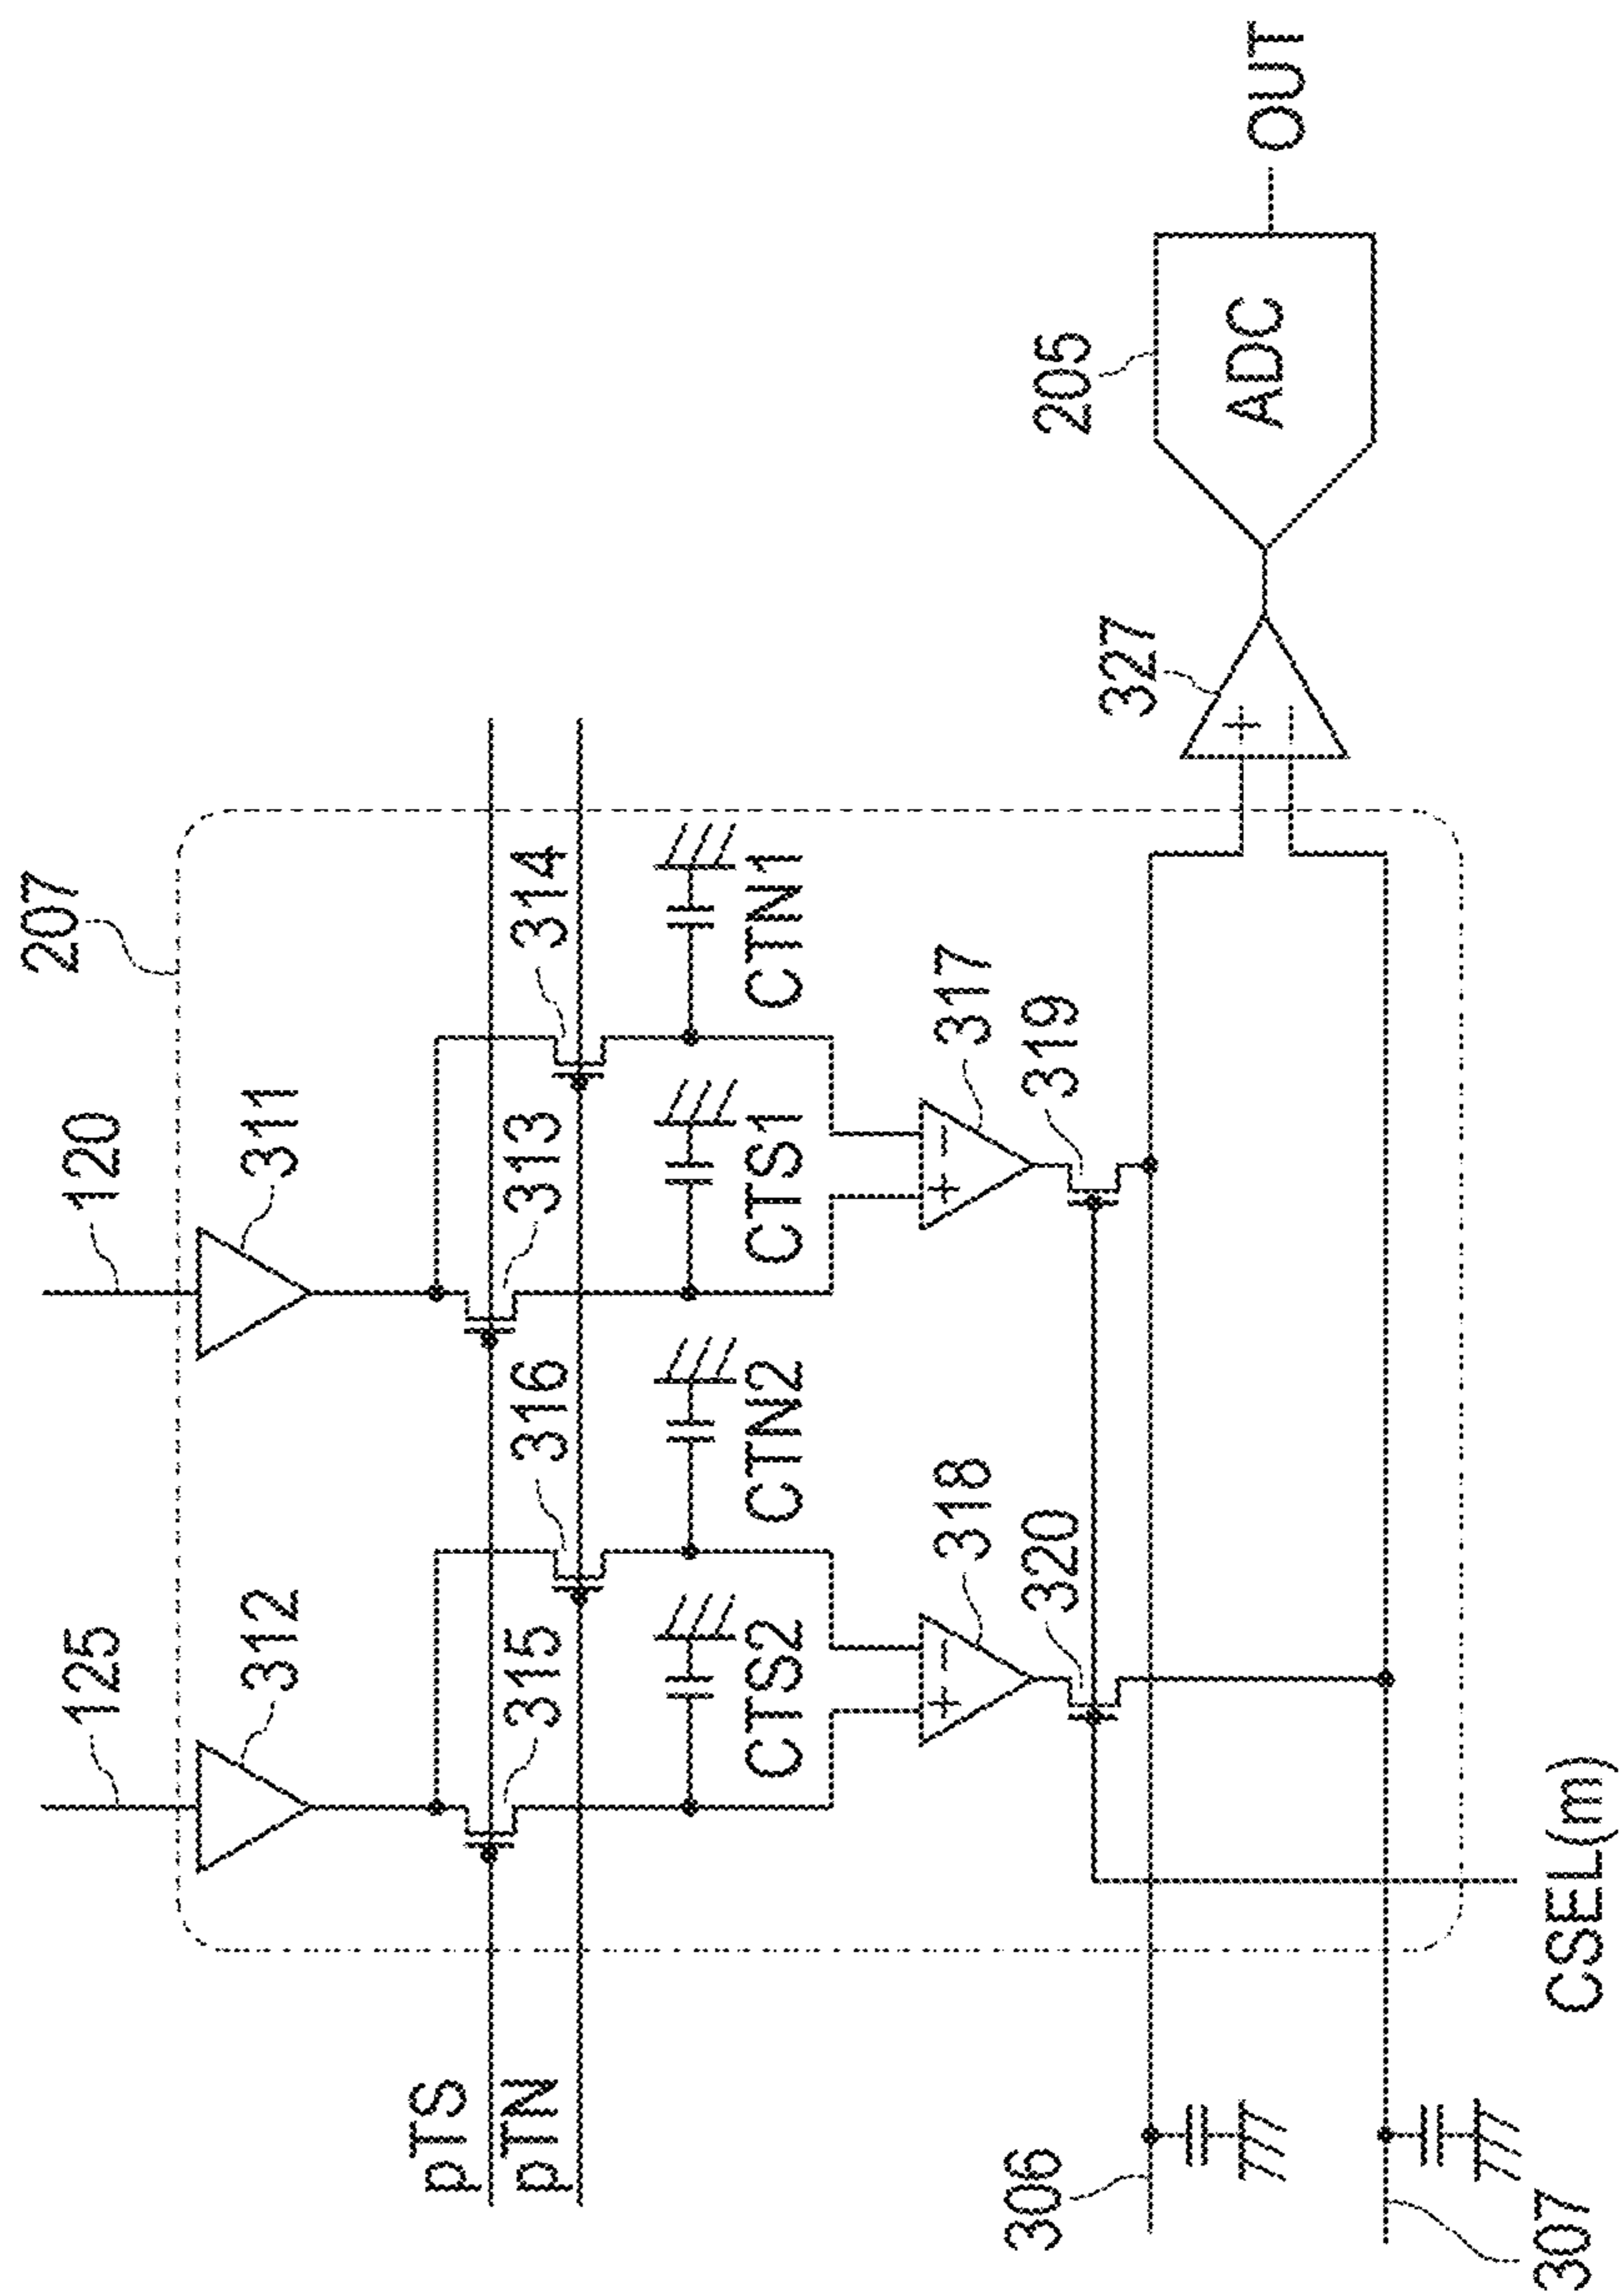 207
120
125
311
312
pTS
pTN
313
314
315
316
CTS1
CTN1
CTS2
CTN2
+
−
+
−
317
318
319
320
306
307
CSEL(m)
327
+
−
205
ADC
OUT